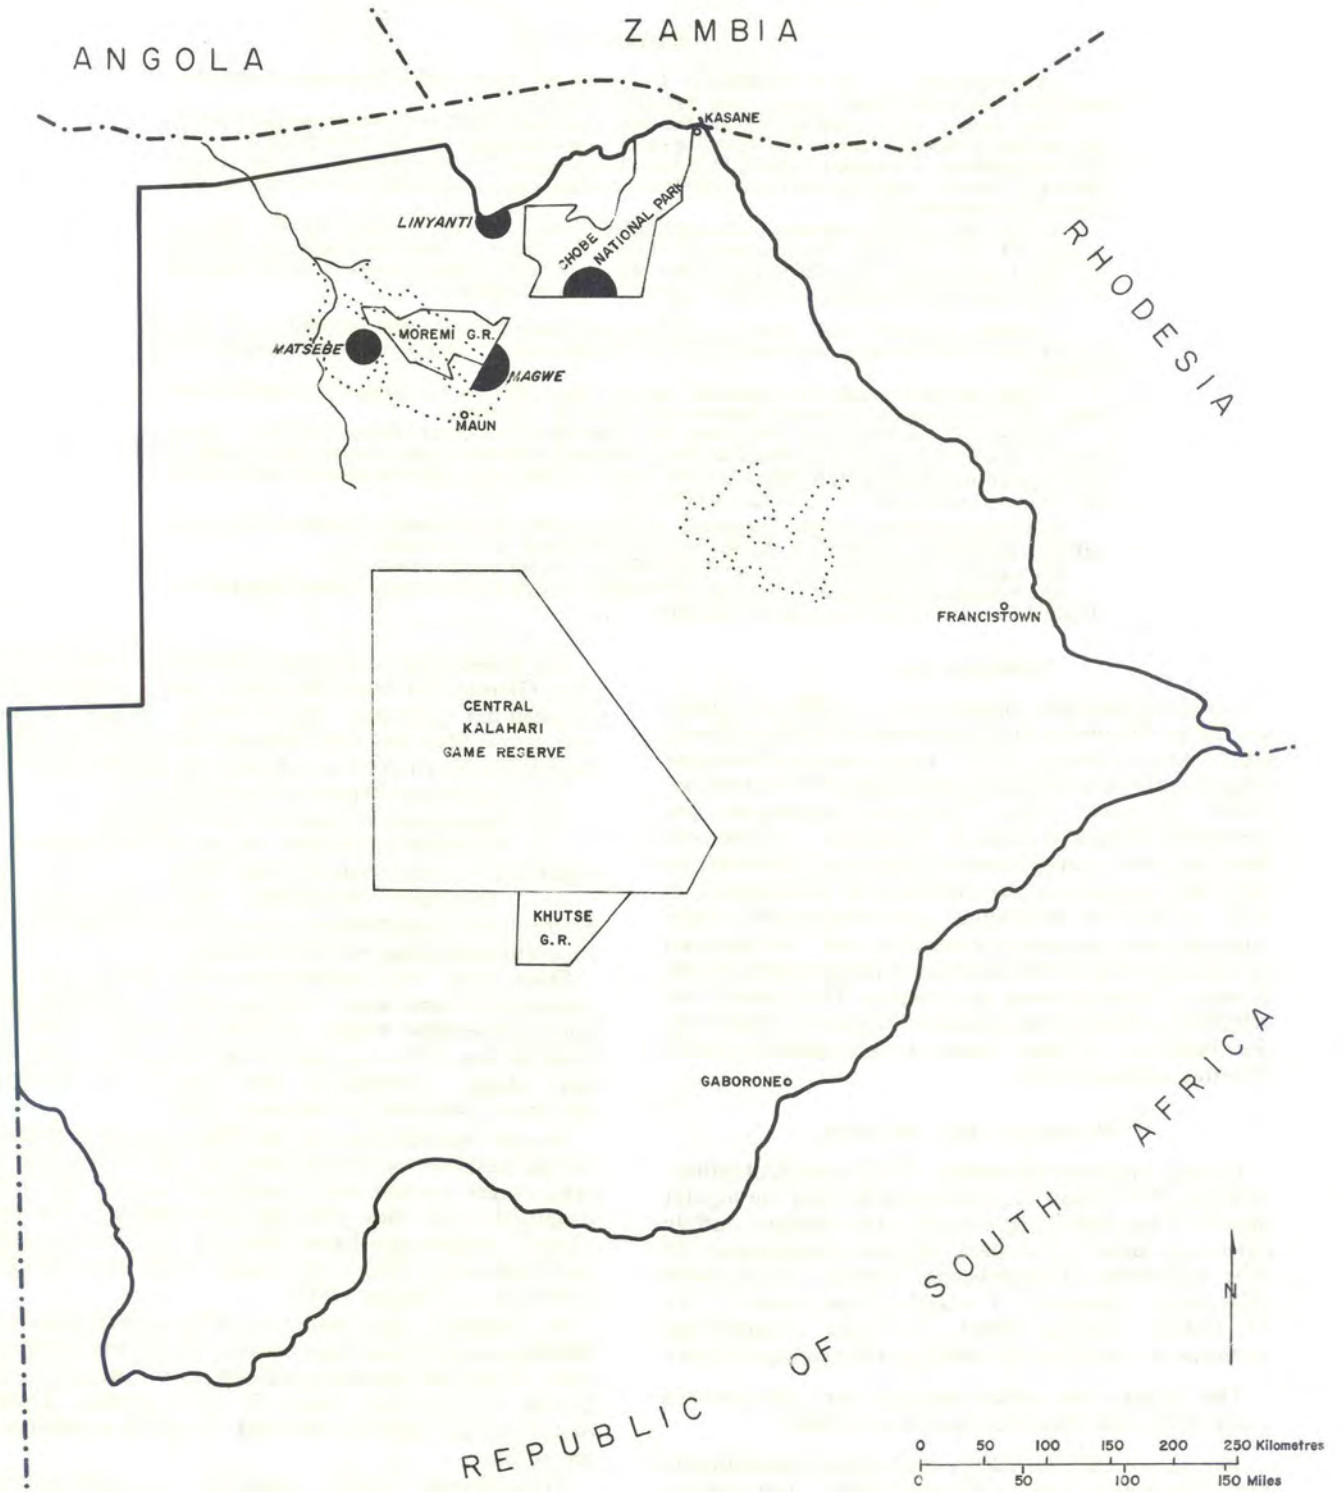 ANGOLA
ZAMBIA
KASANE
LINYANTI
CHOBE
NATIONAL PARK
RHODESIA
MOREMI G.R.
MATSEBE
MAGWE
MAUN
FRANCISTOWN
CENTRAL
KALAHARI
GAME RESERVE
KHUTSE
G.R.
GABORONE
REPUBLIC OF SOUTH AFRICA
N
0 50 100 150 200 250 Kilometres
0 50 100 150 Miles